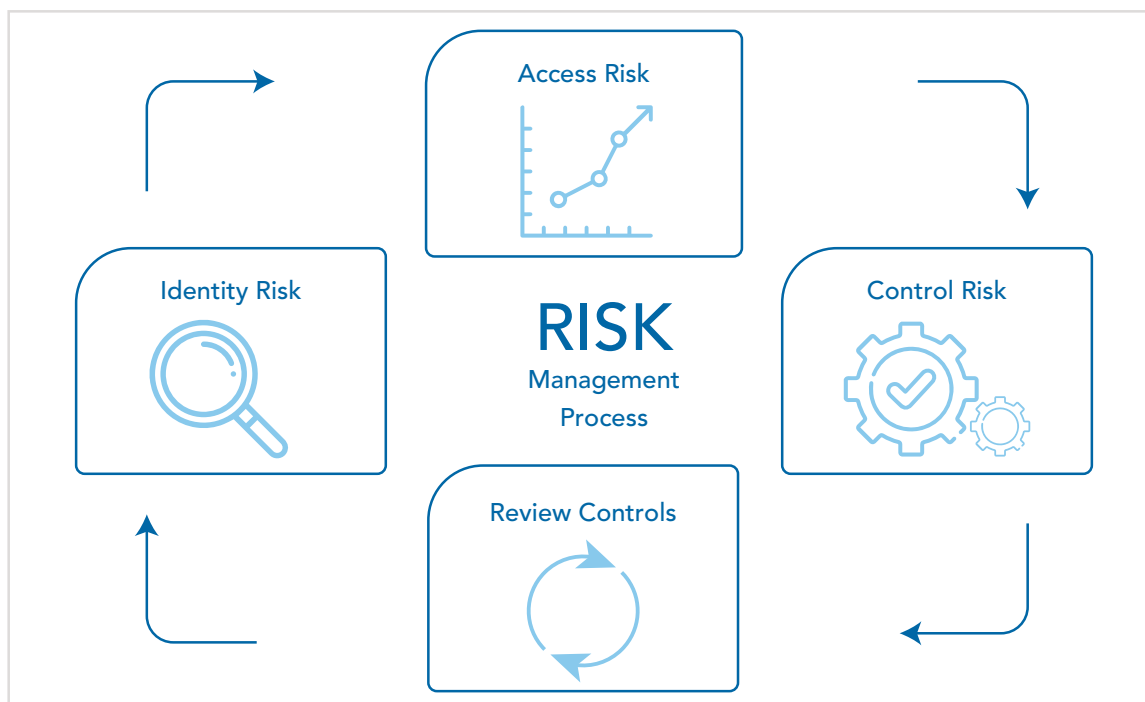 Access Risk
Identity Risk
Control Risk
RISK
Management
Process
Review Controls